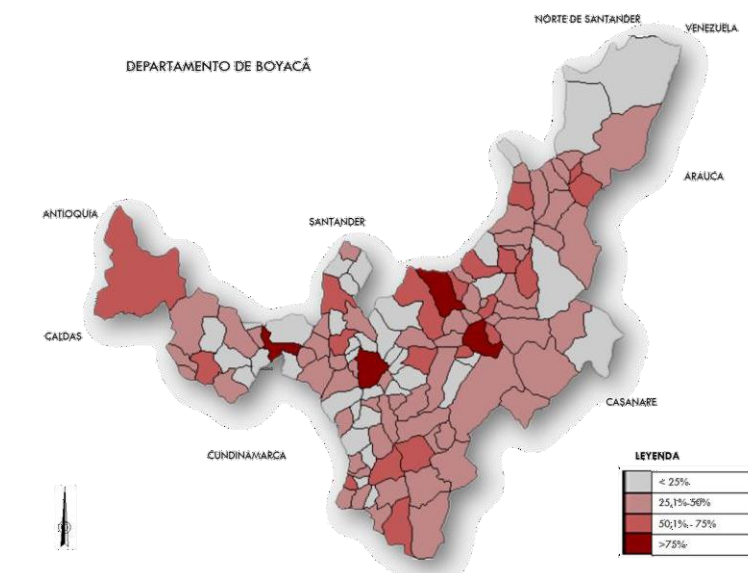 NORTE DE SANTANDER
VENEZUELA
DEPARTAMENTO DE BOYACÁ
ARAUCA
ANTIOQUIA
SANTANDER
CALDAS
CASANARE
CUNDINAMARCA
LEYENDA
< 25%
25,1%-50%
50,1% - 75%
>75%